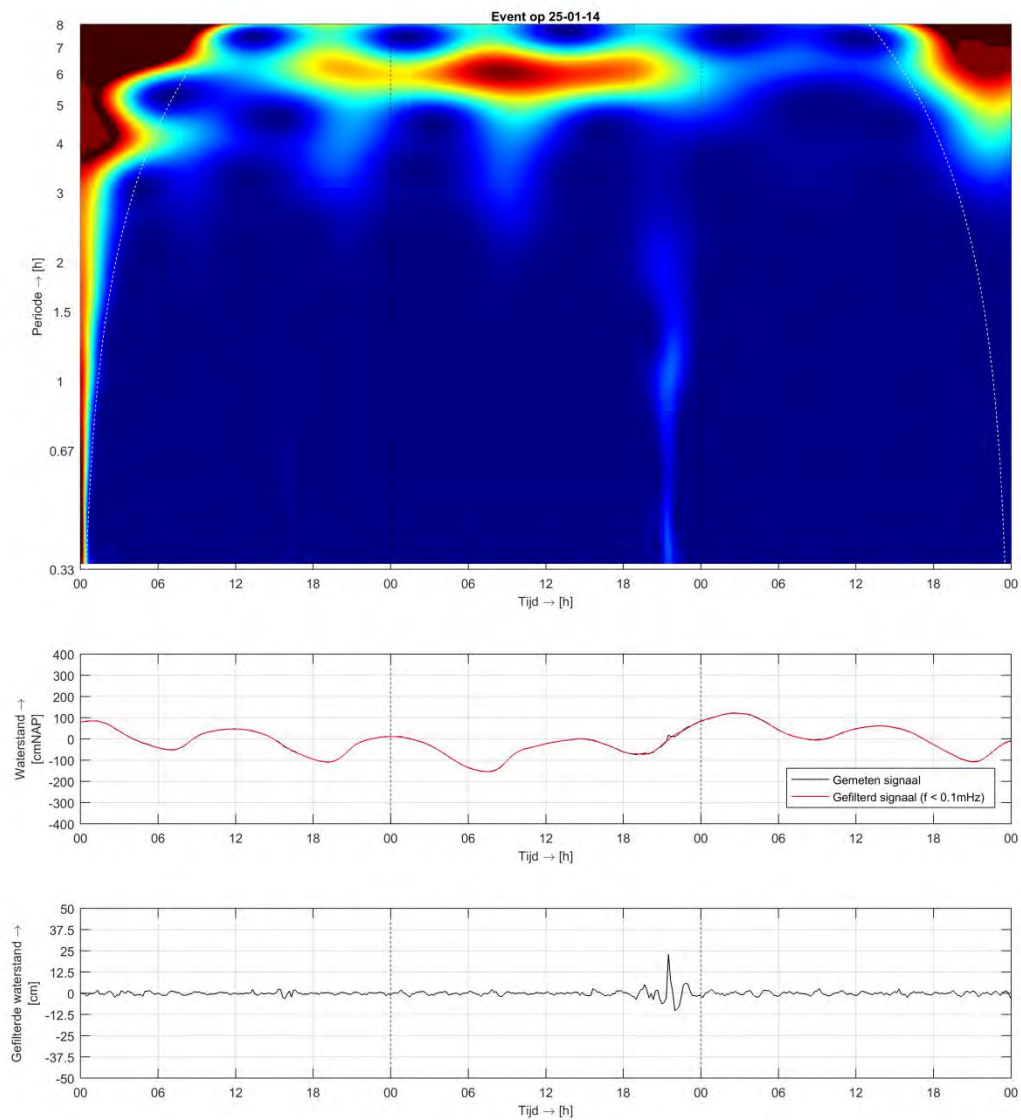 Event op 25-01-14
Periode → [h]
8
7
6
5
4
3
2
1.5
1
0.67
0.33
00 06 12 18 00 06 12 18 00 06 12 18 00
Tijd → [h]
Waterstand →
[cmNAP]
400
300
200
100
0
-100
-200
-300
-400
Gemeten signaal
Gefilterd signaal (f < 0.1mHz)
00 06 12 18 00 06 12 18 00 06 12 18 00
Tijd → [h]
Gefilterde waterstand →
[cm]
50
37.5
25
12.5
0
-12.5
-25
-37.5
-50
00 06 12 18 00 06 12 18 00 06 12 18 00
Tijd → [h]